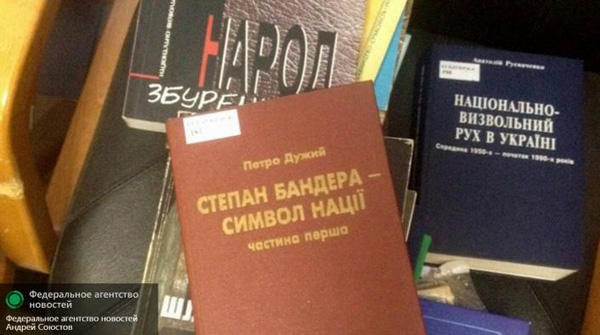 НАРОД
ЗБУРЕН
Анатолій Русначенко
НАЦІОНАЛЬНО-
ВИЗВОЛЬНИЙ
РУХ В УКРАЇНІ
Середина 1950-х — початок 1990-х років
Петро Дужий
СТЕПАН БАНДЕРА –
СИМВОЛ НАЦІЇ
частина перша
Федеральное агентство
новостей
Федеральное агентство новостей
Андрей Союстов